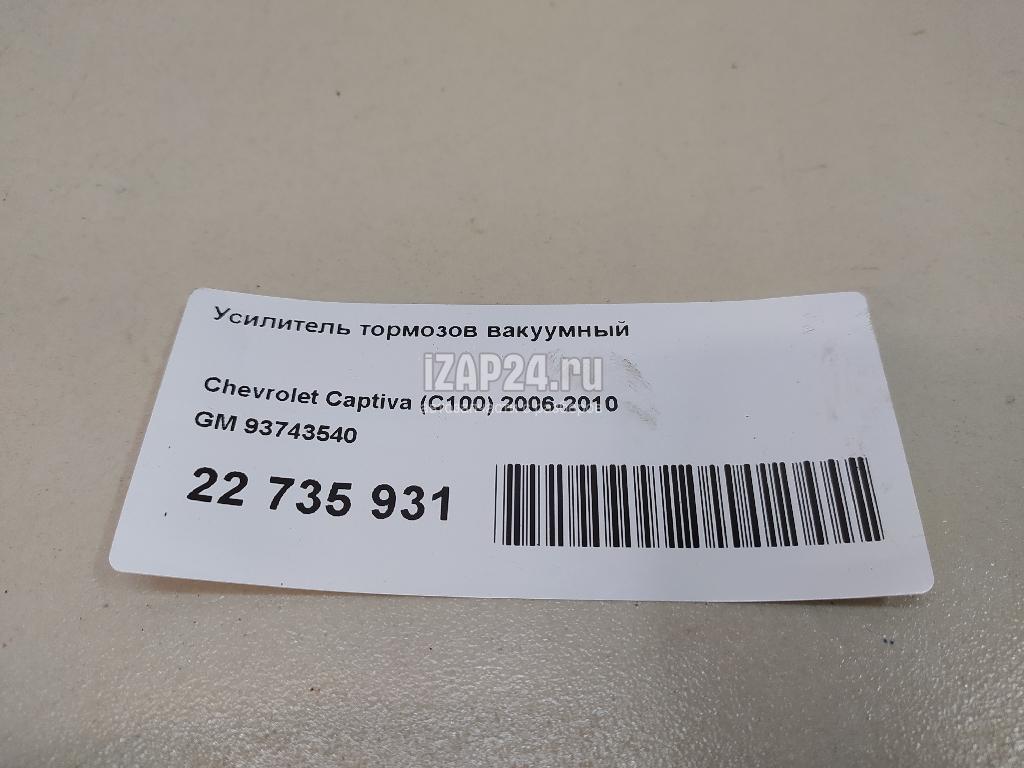 Усилитель тормозов вакуумный
iZAP24.ru
Chevrolet Captiva (C100) 2006-2010
GM 93743540
22 735 931